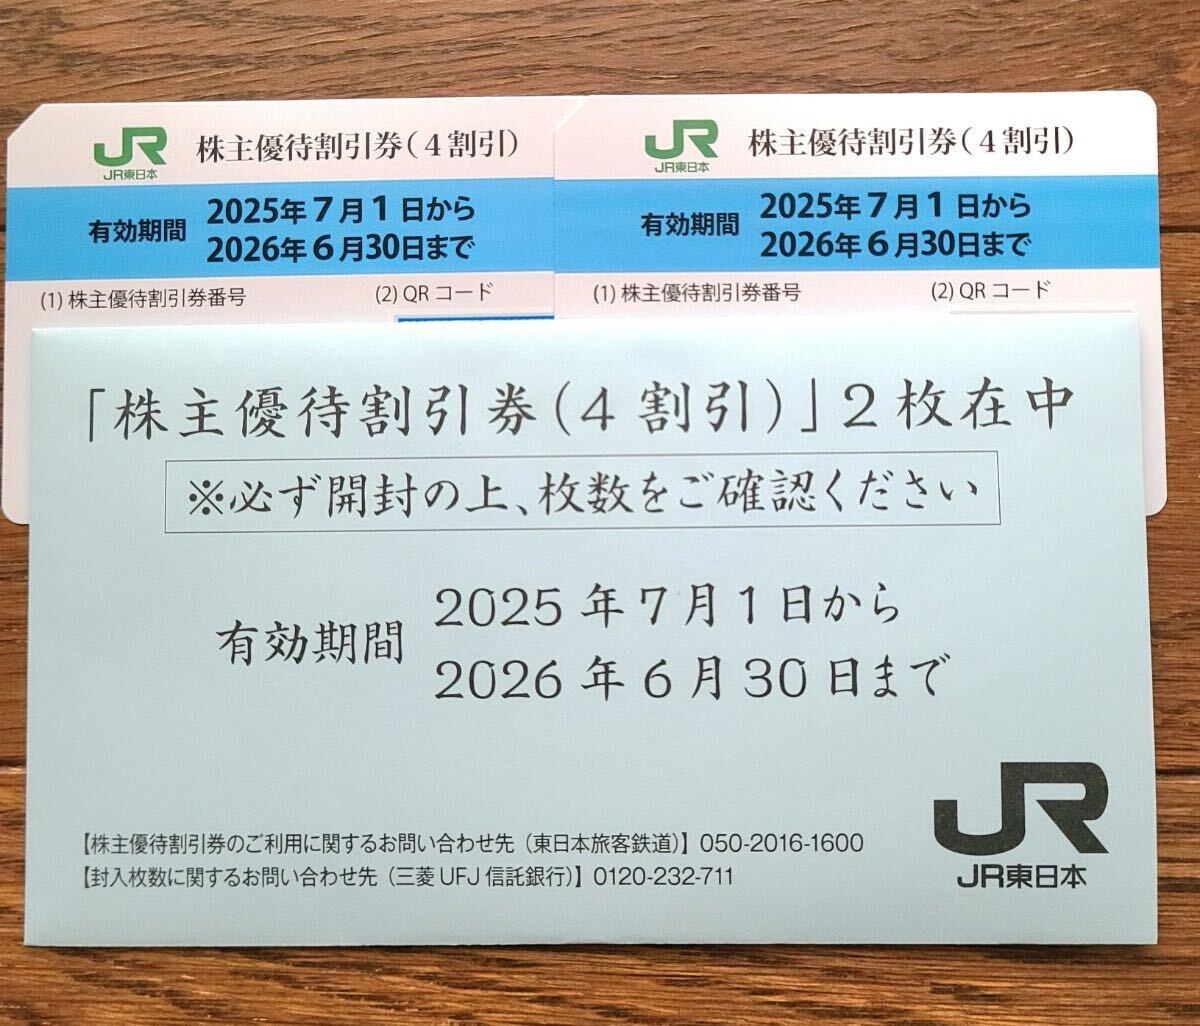 JR 株主優待割引券(4割引)
JR東日本
有効期間 2025年7月1日から
2026年6月30日まで
(1) 株主優待割引券番号 (2) QRコード
JR 株主優待割引券(4割引)
JR東日本
有効期間 2025年7月1日から
2026年6月30日まで
(1) 株主優待割引券番号 (2) QRコード
「株主優待割引券(4割引)」2枚在中
※必ず開封の上、枚数をご確認ください
有効期間 2025年7月1日から
2026年6月30日まで
【株主優待割引券のご利用に関するお問い合わせ先(東日本旅客鉄道)】050-2016-1600
【封入枚数に関するお問い合わせ先(三菱UFJ信託銀行)】0120-232-711
JR
JR東日本